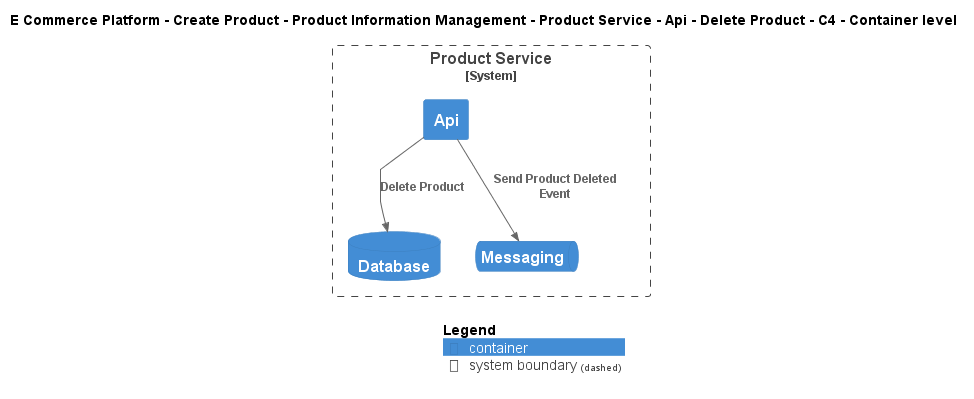 E Commerce Platform - Create Product - Product Information Management - Product Service - Api - Delete Product - C4 - Container level
Product Service
[System]
Api
Delete Product
Send Product Deleted
Event
Database
Messaging
Legend
container
system boundary (dashed)